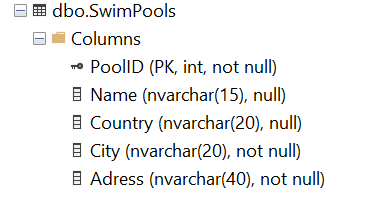 dbo.SwimPools
Columns
PoolID (PK, int, not null)
Name (nvarchar(15), null)
Country (nvarchar(20), null)
City (nvarchar(20), not null)
Adress (nvarchar(40), not null)